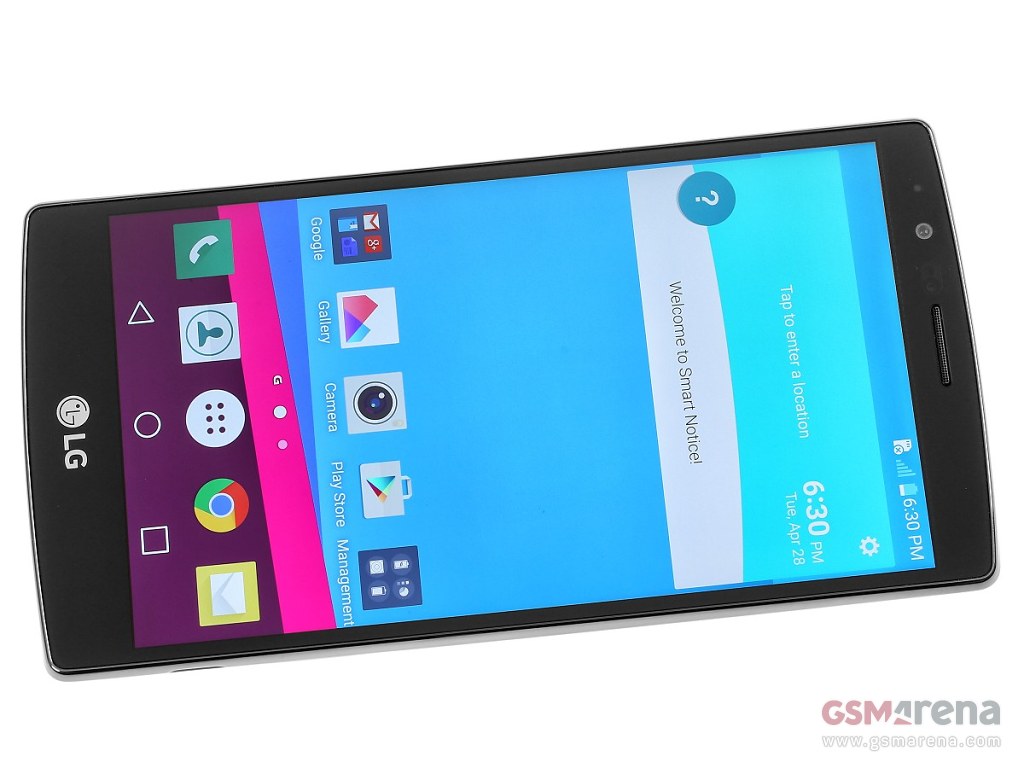 6:30 PM
6:30 PM
Tue, Apr 28
Tap to enter a location
?
Welcome to Smart Notice!
Google
Gallery
Camera
Play Store
Management
G
LG
GSMArena
www.gsmarena.com